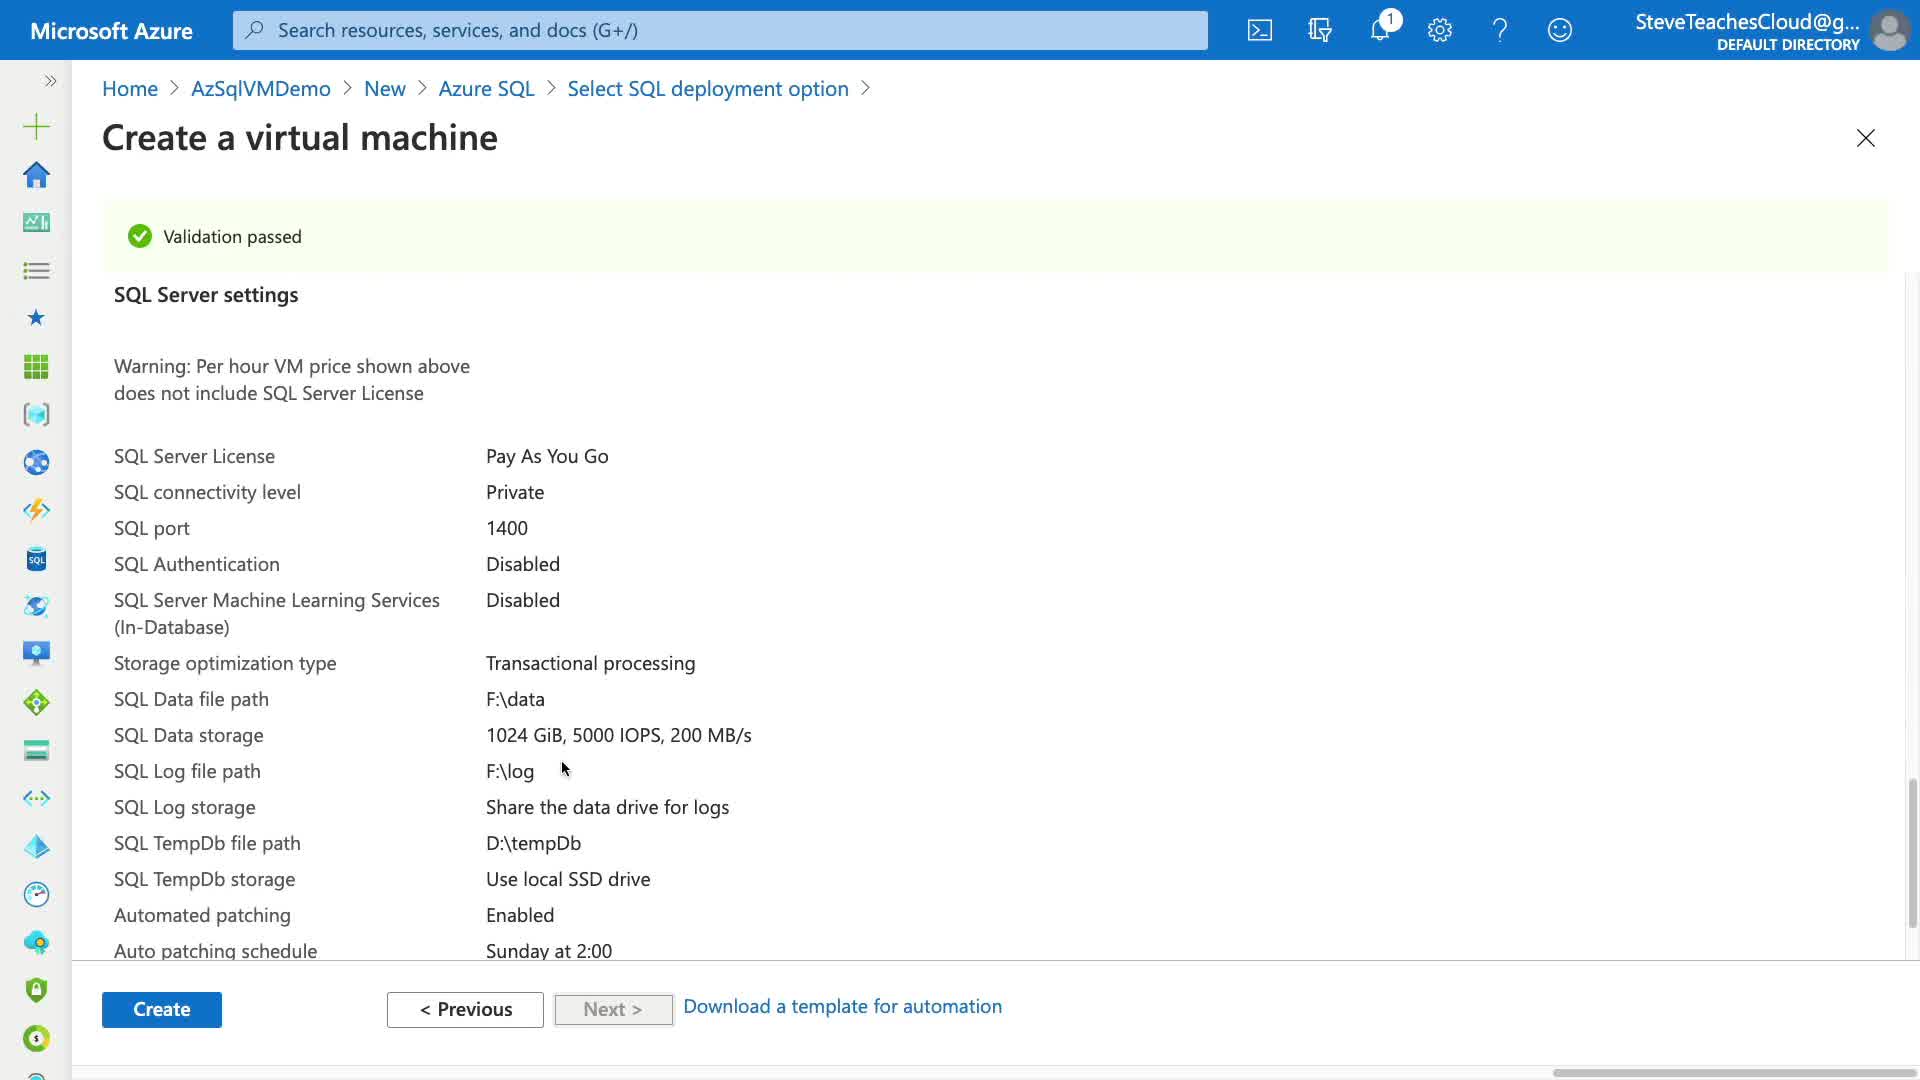 Microsoft Azure
Search resources, services, and docs (G+/)
1
SteveTeachesCloud@g...
DEFAULT DIRECTORY
Home > AzSqlVMDemo > New > Azure SQL > Select SQL deployment option >
Create a virtual machine
Validation passed
SQL Server settings
Warning: Per hour VM price shown above
does not include SQL Server License
SQL Server License Pay As You Go
SQL connectivity level Private
SQL port 1400
SQL Authentication Disabled
SQL Server Machine Learning Services Disabled
(In-Database)
Storage optimization type Transactional processing
SQL Data file path F:\data
SQL Data storage 1024 GiB, 5000 IOPS, 200 MB/s
SQL Log file path F:\log
SQL Log storage Share the data drive for logs
SQL TempDb file path D:\tempDb
SQL TempDb storage Use local SSD drive
Automated patching Enabled
Auto patching schedule Sunday at 2:00
Create < Previous Next > Download a template for automation
SQL